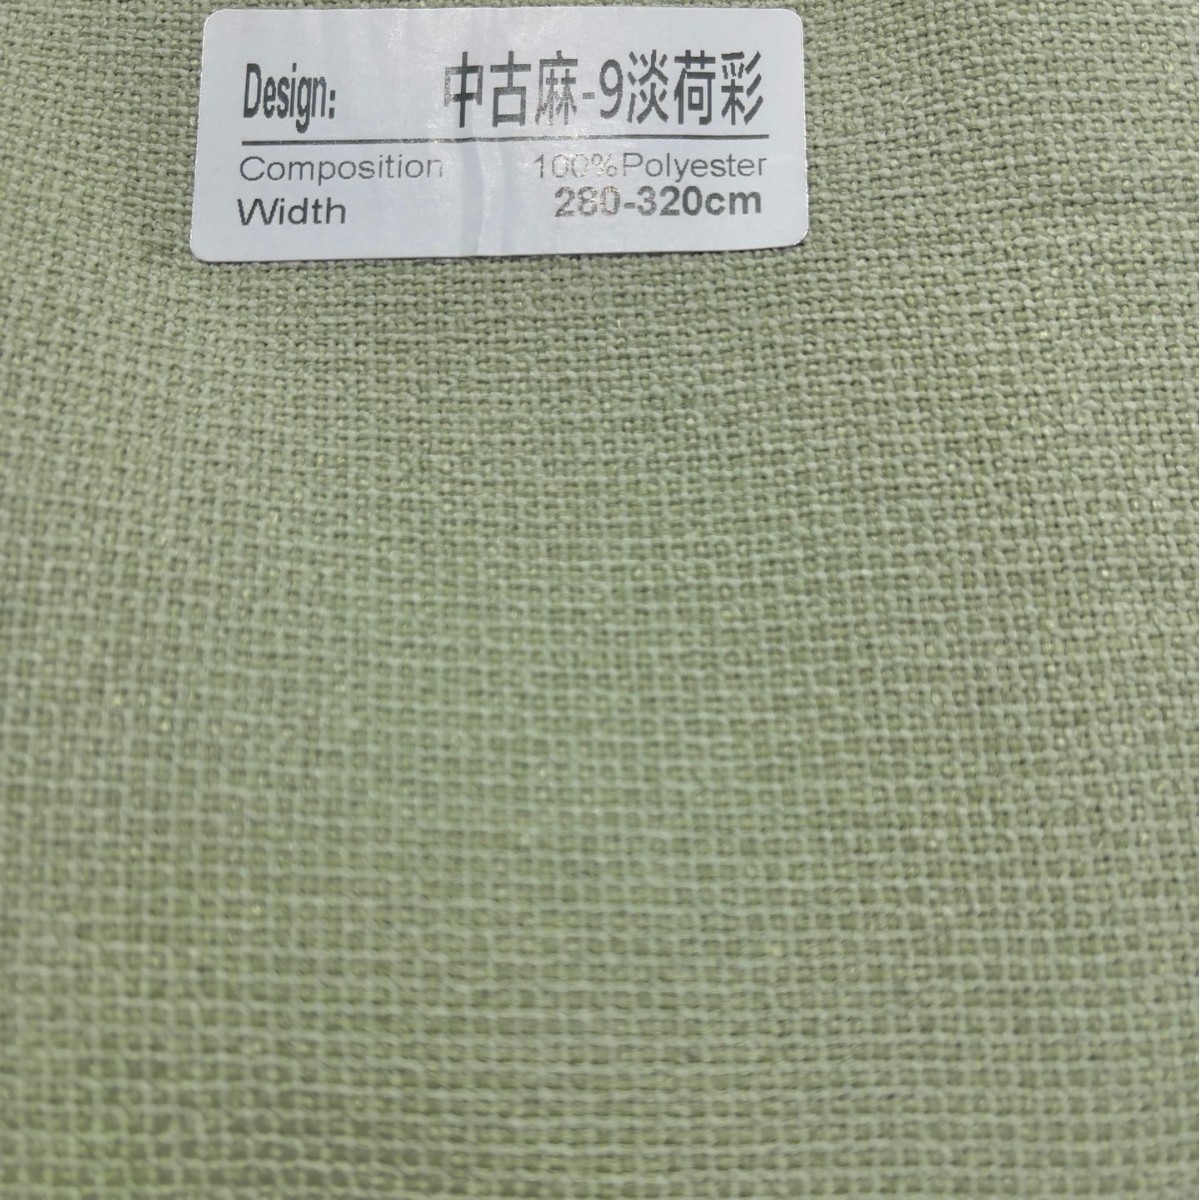 Design: 中古麻-9淡荷彩
Composition 100%Polyester
Width 280-320cm